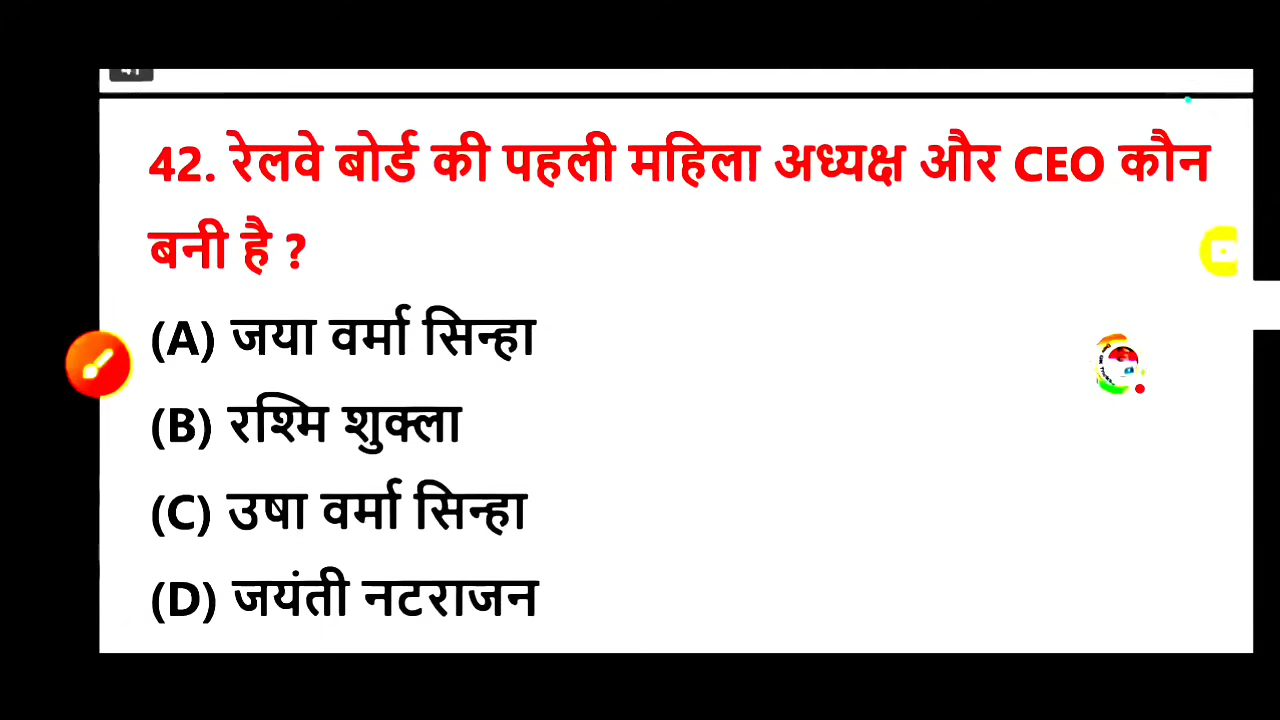 42. रेलवे बोर्ड की पहली महिला अध्यक्ष और CEO कौन
बनी है ?
(A) जया वर्मा सिन्हा
(B) रश्मि शुक्ला
(C) उषा वर्मा सिन्हा
(D) जयंती नटराजन